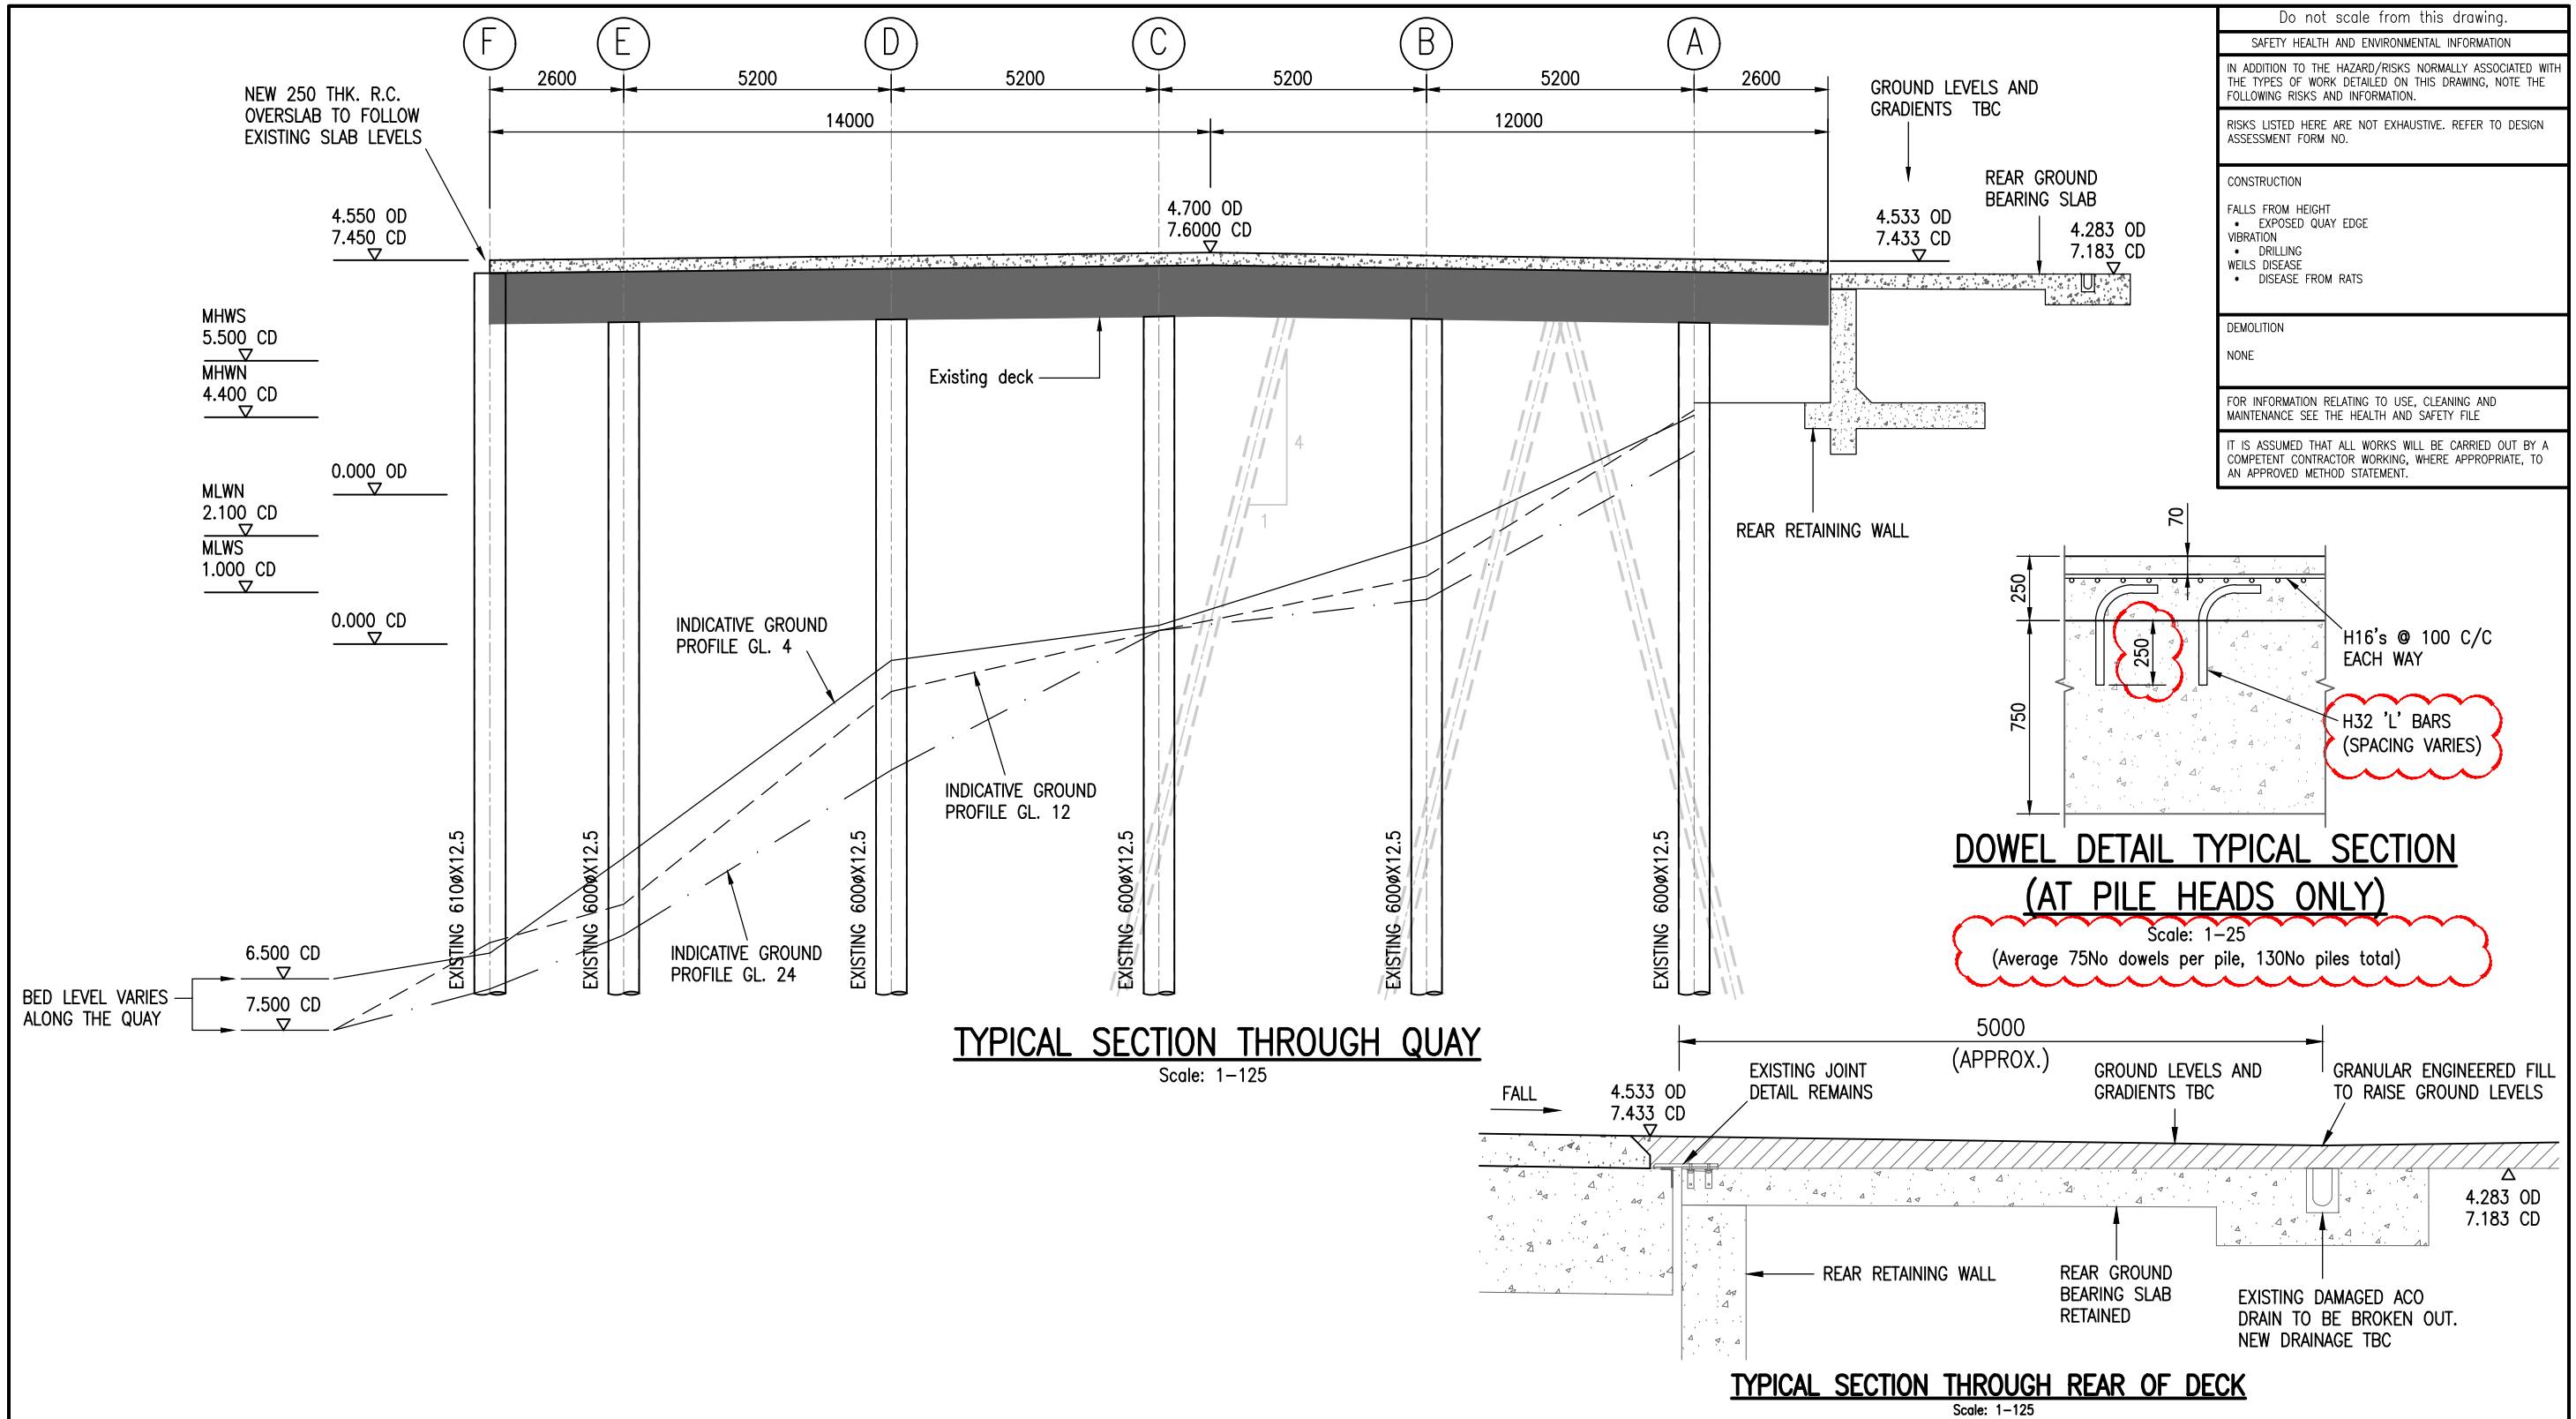 F
E
D
C
B
A
2600
5200
5200
5200
5200
2600
14000
12000
NEW 250 THK. R.C.
OVERSLAB TO FOLLOW
EXISTING SLAB LEVELS
4.550 OD
7.450 CD
4.700 OD
7.6000 CD
GROUND LEVELS AND
GRADIENTS TBC
4.533 OD
7.433 CD
REAR GROUND
BEARING SLAB
4.283 OD
7.183 CD
MHWS
5.500 CD
MHWN
4.400 CD
0.000 OD
MLWN
2.100 CD
MLWS
1.000 CD
0.000 CD
Existing deck
4
1
REAR RETAINING WALL
INDICATIVE GROUND
PROFILE GL. 4
INDICATIVE GROUND
PROFILE GL. 12
INDICATIVE GROUND
PROFILE GL. 24
EXISTING 610øX12.5
EXISTING 600øX12.5
EXISTING 600øX12.5
EXISTING 600øX12.5
EXISTING 600øX12.5
EXISTING 600øX12.5
6.500 CD
7.500 CD
BED LEVEL VARIES
ALONG THE QUAY
TYPICAL SECTION THROUGH QUAY
Scale: 1-125
Do not scale from this drawing.
SAFETY HEALTH AND ENVIRONMENTAL INFORMATION
IN ADDITION TO THE HAZARD/RISKS NORMALLY ASSOCIATED WITH
THE TYPES OF WORK DETAILED ON THIS DRAWING, NOTE THE
FOLLOWING RISKS AND INFORMATION.
RISKS LISTED HERE ARE NOT EXHAUSTIVE. REFER TO DESIGN
ASSESSMENT FORM NO.
CONSTRUCTION
FALLS FROM HEIGHT
• EXPOSED QUAY EDGE
VIBRATION
• DRILLING
WEILS DISEASE
• DISEASE FROM RATS
DEMOLITION
NONE
FOR INFORMATION RELATING TO USE, CLEANING AND
MAINTENANCE SEE THE HEALTH AND SAFETY FILE
IT IS ASSUMED THAT ALL WORKS WILL BE CARRIED OUT BY A
COMPETENT CONTRACTOR WORKING, WHERE APPROPRIATE, TO
AN APPROVED METHOD STATEMENT.
70
250
250
750
H16's @ 100 C/C
EACH WAY
H32 'L' BARS
(SPACING VARIES)
DOWEL DETAIL TYPICAL SECTION
(AT PILE HEADS ONLY)
Scale: 1-25
(Average 75No dowels per pile, 130No piles total)
5000
(APPROX.)
FALL
4.533 OD
7.433 CD
EXISTING JOINT
DETAIL REMAINS
GROUND LEVELS AND
GRADIENTS TBC
GRANULAR ENGINEERED FILL
TO RAISE GROUND LEVELS
4.283 OD
7.183 CD
REAR RETAINING WALL
REAR GROUND
BEARING SLAB
RETAINED
EXISTING DAMAGED ACO
DRAIN TO BE BROKEN OUT.
NEW DRAINAGE TBC
TYPICAL SECTION THROUGH REAR OF DECK
Scale: 1-125